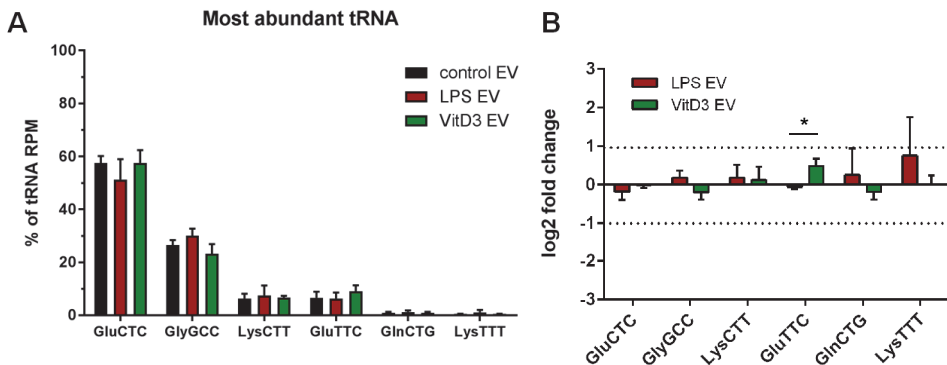 A
Most abundant tRNA
% of tRNA RPM
100
80
60
40
20
0
control EV
LPS EV
VitD3 EV
GluCTC
GlyGCC
LysCTT
GluTTC
GlnCTG
LysTTT
B
log2 fold change
3
2
1
0
-1
-2
-3
LPS EV
VitD3 EV
*
GluCTC
GlyGCC
LysCTT
GluTTC
GlnCTG
LysTTT